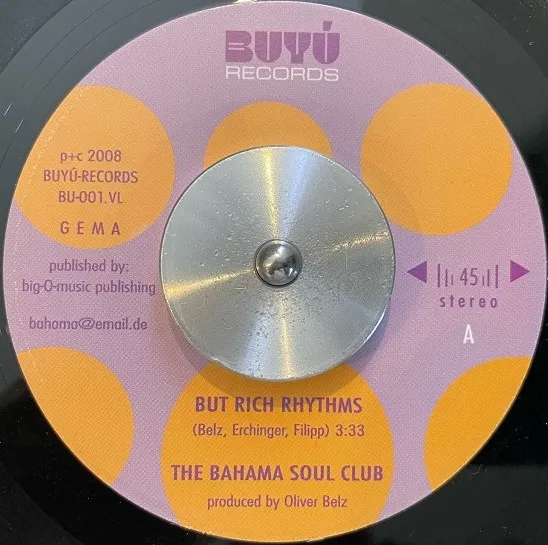 BUYÚ
RECORDS
p+c 2008
BUYÚ-RECORDS
BU-001.VL
GEMA
published by:
big-O-music publishing
bahama@email.de
45
stereo
A
BUT RICH RHYTHMS
(Belz, Erchinger, Filipp) 3:33
THE BAHAMA SOUL CLUB
produced by Oliver Belz